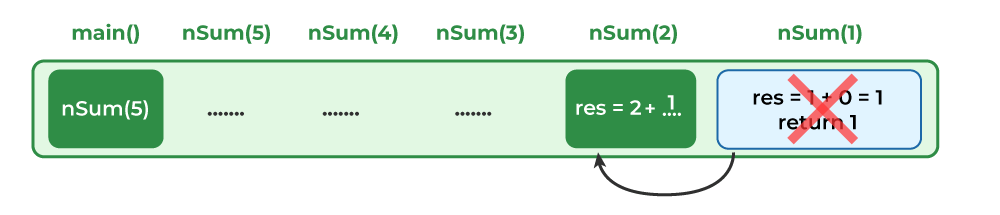 main() nSum(5) nSum(4) nSum(3) nSum(2) nSum(1)
nSum(5) ....... ....... ....... res = 2+ 1 .... res = 1 + 0 = 1
return 1